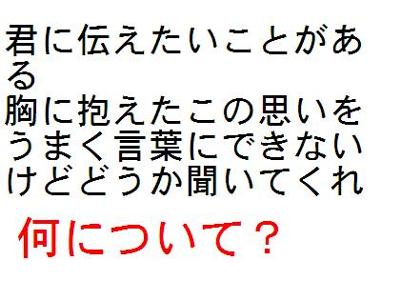 君に伝えたいことがあ
る
胸に抱えたこの思いを
うまく言葉にできない
けどどうか聞いてくれ
何について？